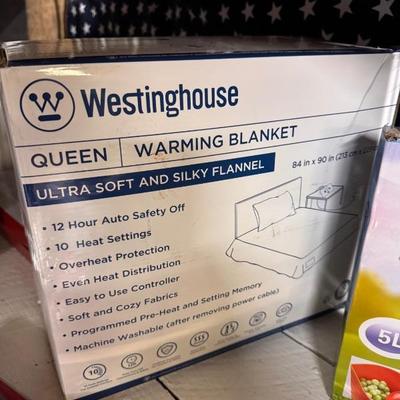 Westinghouse
QUEEN WARMING BLANKET
ULTRA SOFT AND SILKY FLANNEL
84 in x 90 in (213 cm x
• 12 Hour Auto Safety Off
• 10 Heat Settings
• Overheat Protection
• Even Heat Distribution
• Easy to Use Controller
• Soft and Cozy Fabrics
• Programmed Pre-Heat and Setting Memory
• Machine Washable (after removing power cable)
10
5L